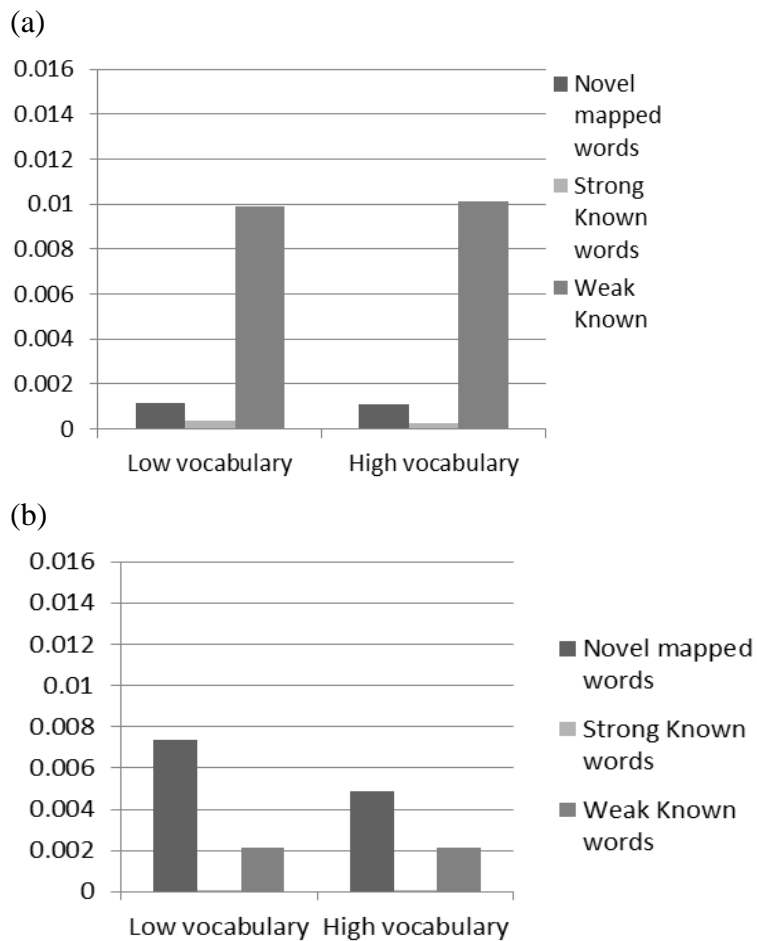 (a)
0.016
0.014
0.012
0.01
0.008
0.006
0.004
0.002
0
Low vocabulary
High vocabulary
Novel
mapped
words
Strong
Known
words
Weak
Known
(b)
0.016
0.014
0.012
0.01
0.008
0.006
0.004
0.002
0
Low vocabulary
High vocabulary
Novel mapped
words
Strong Known
words
Weak Known
words